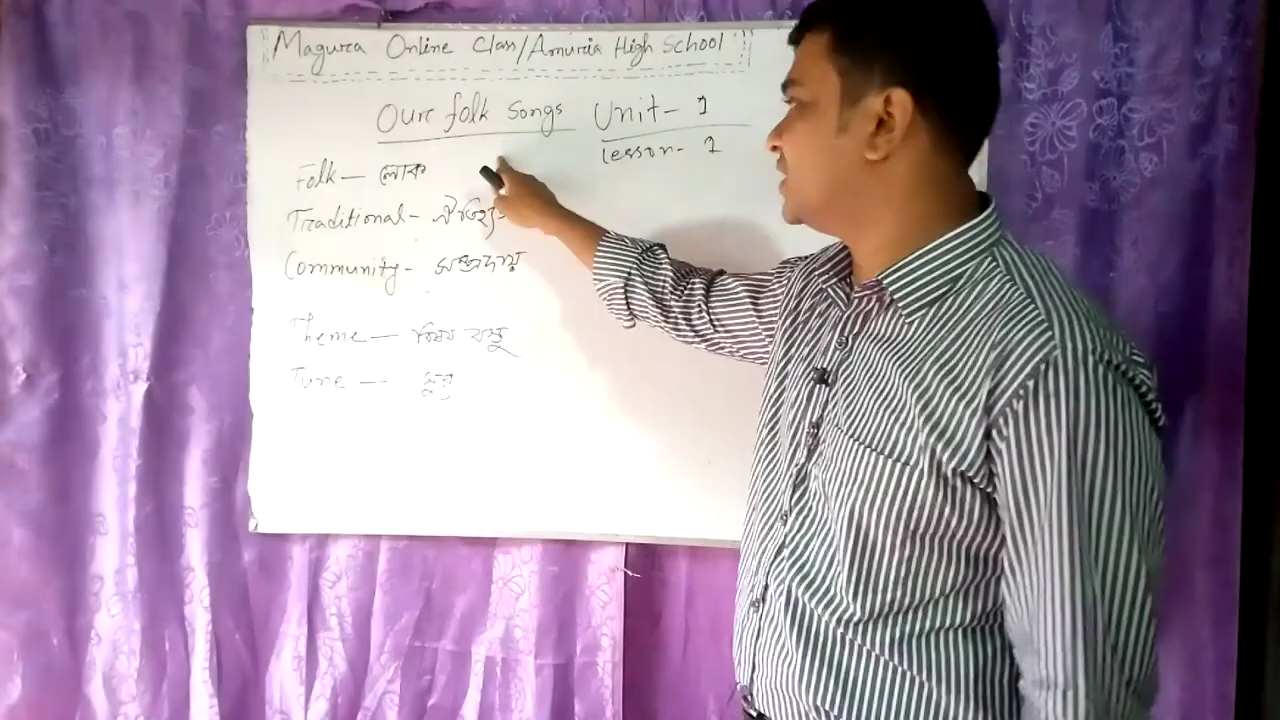 Magura Online Class/Amuria High School
Our folk songs Unit- 1
Lesson- 1
Folk — লোক
Traditional - ঐতিহ্য-
Community - সম্প্রদায়
Theme — বিষয় বস্তু
Tune — সুর